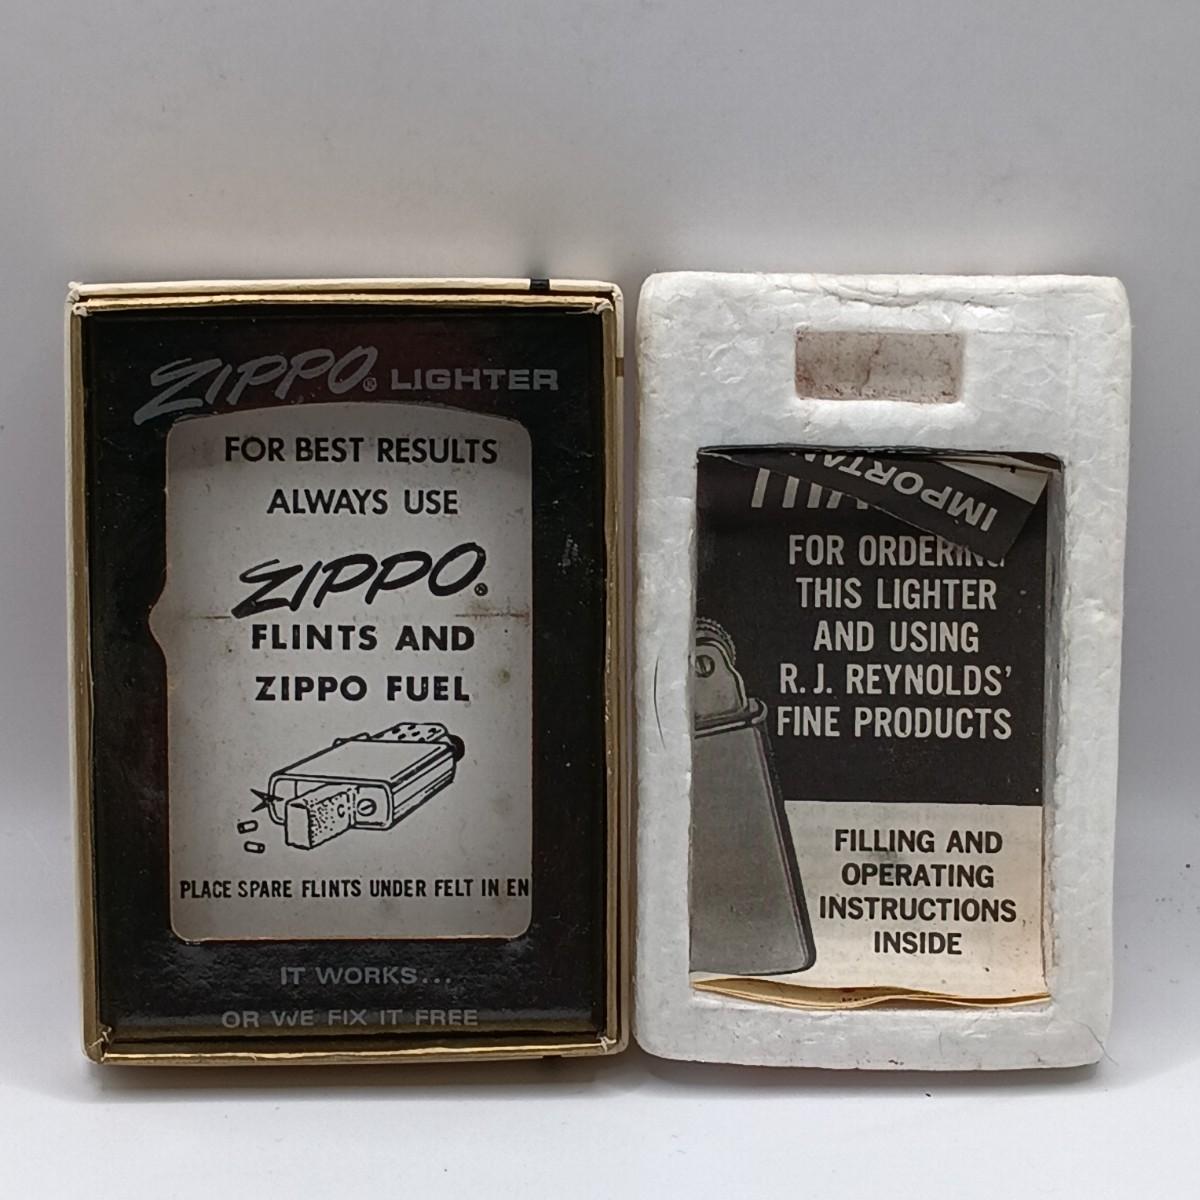 ZIPPO® LIGHTER
FOR BEST RESULTS
ALWAYS USE
ZIPPO®
FLINTS AND
ZIPPO FUEL
PLACE SPARE FLINTS UNDER FELT IN EN
IT WORKS...
OR WE FIX IT FREE
IMPORTAN
FOR ORDERING
THIS LIGHTER
AND USING
R.J. REYNOLDS'
FINE PRODUCTS
FILLING AND
OPERATING
INSTRUCTIONS
INSIDE